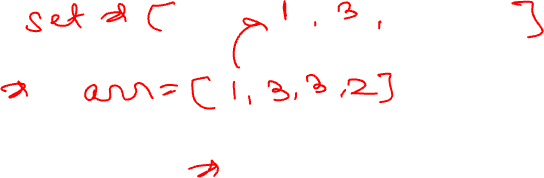 set → [ 1, 3, ]
→ arr = [1, 3, 3, 2]
→